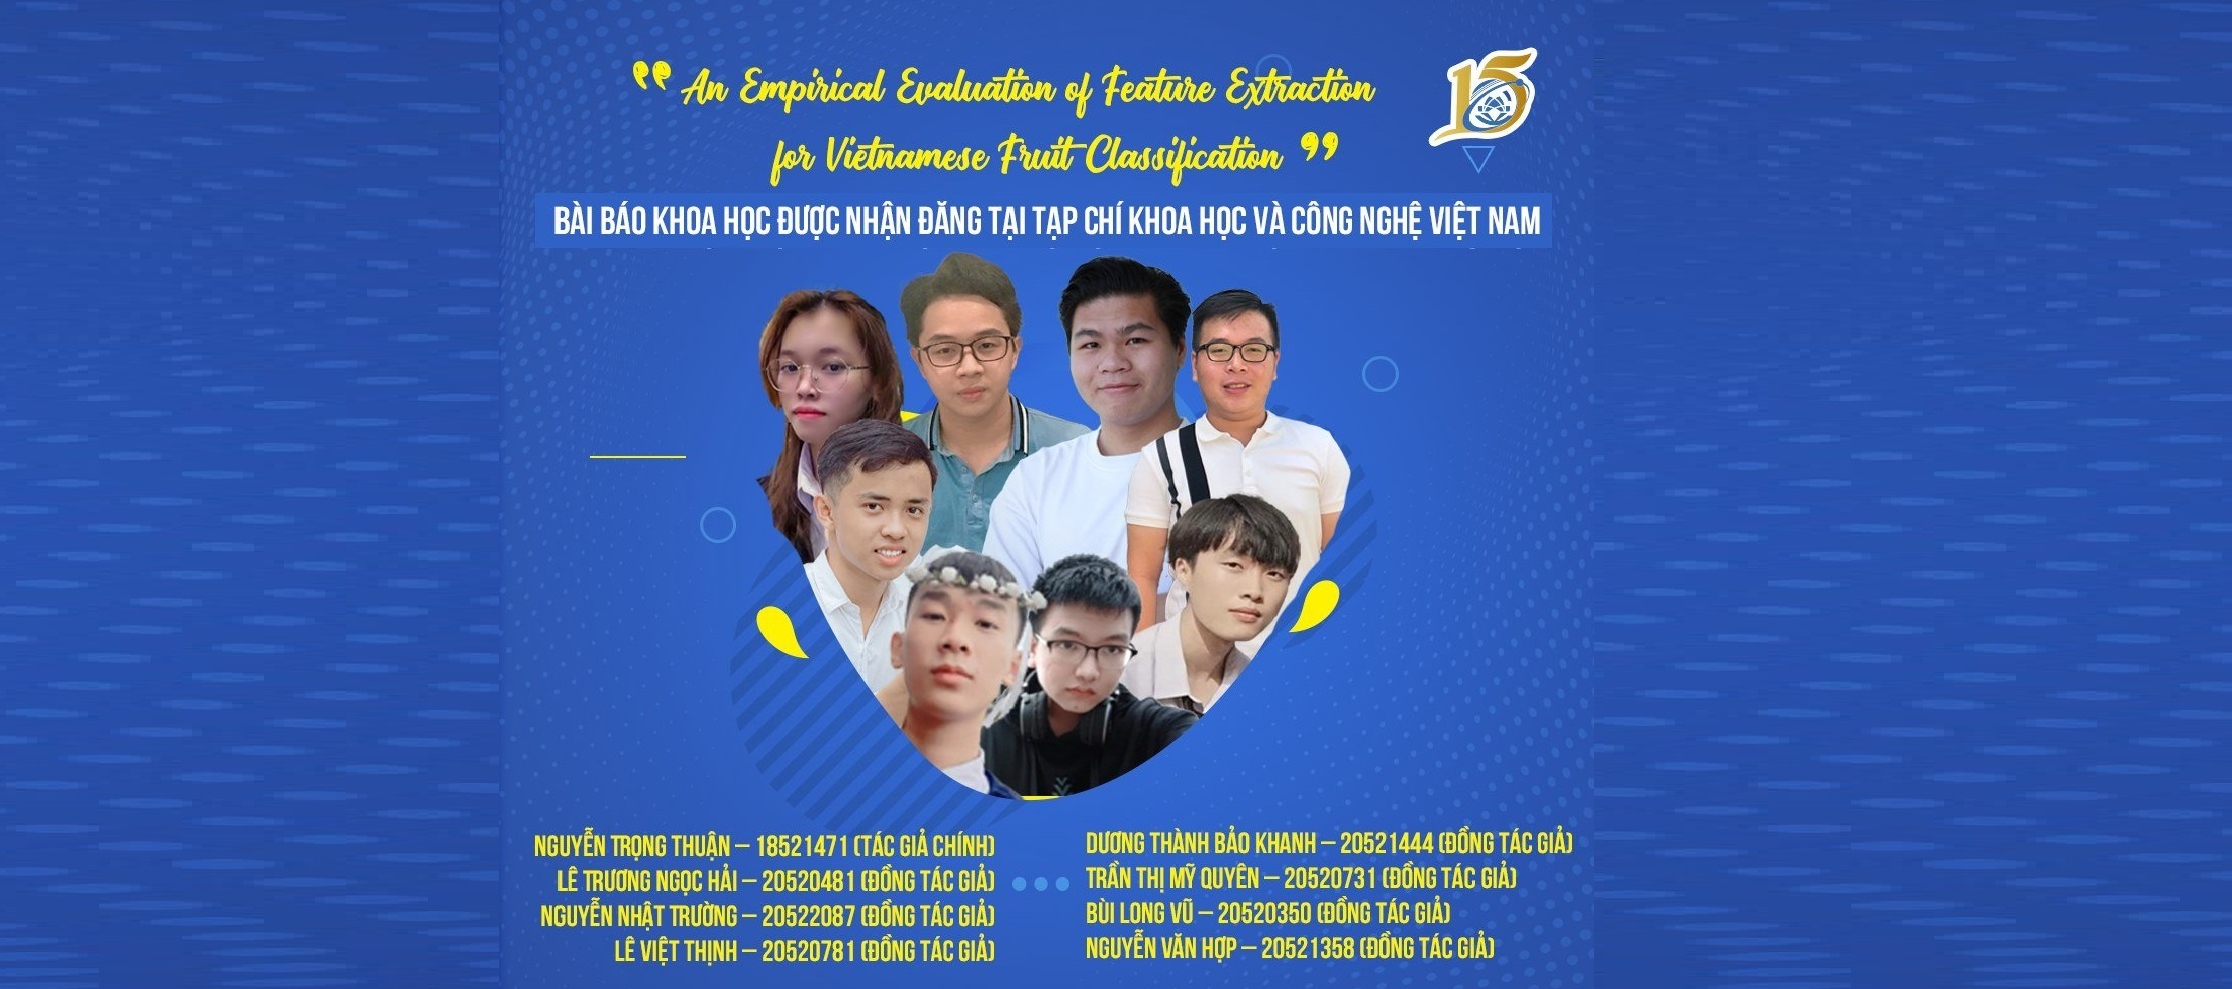 " An Empirical Evaluation of Feature Extraction
for Vietnamese Fruit Classification "
15
BÀI BÁO KHOA HỌC ĐƯỢC NHẬN ĐĂNG TẠI TẠP CHÍ KHOA HỌC VÀ CÔNG NGHỆ VIỆT NAM
NGUYỄN TRỌNG THUẬN – 18521471 (TÁC GIẢ CHÍNH)
LÊ TRƯƠNG NGỌC HẢI – 20520481 (ĐỒNG TÁC GIẢ)
NGUYỄN NHẬT TRƯỜNG – 20522087 (ĐỒNG TÁC GIẢ)
LÊ VIỆT THỊNH – 20520781 (ĐỒNG TÁC GIẢ)
DƯƠNG THÀNH BẢO KHANH – 20521444 (ĐỒNG TÁC GIẢ)
TRẦN THỊ MỸ QUYÊN – 20520731 (ĐỒNG TÁC GIẢ)
BÙI LONG VŨ – 20520350 (ĐỒNG TÁC GIẢ)
NGUYỄN VĂN HỢP – 20521358 (ĐỒNG TÁC GIẢ)